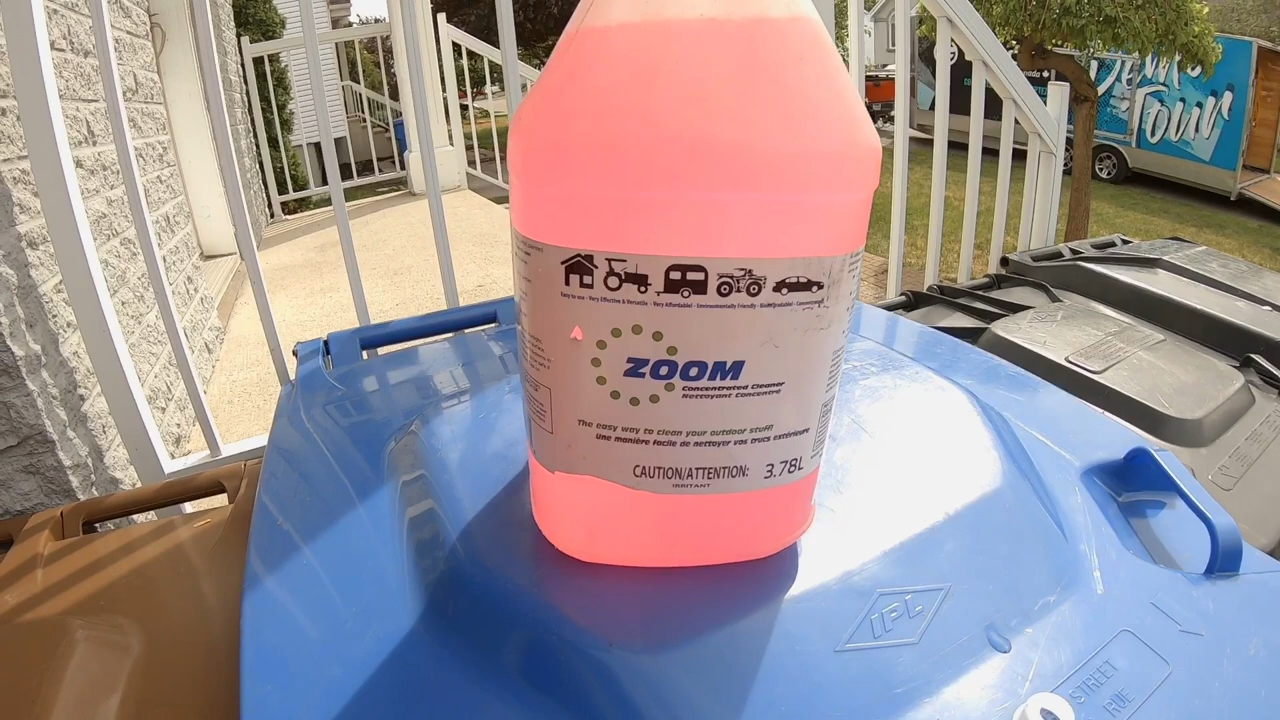 Easy to use - Very Effective & Versatile - Very Affordable! - Environmentally Friendly - Biodegradable! - Concentrated!
ZOOM
Concentrated Cleaner
Nettoyant Concentré
The easy way to clean your outdoor stuff!
Une manière facile de nettoyer vos trucs extérieurs
CAUTION/ATTENTION: 3.78L
IRRITANT
Demo
Tour
IPL
STREET
RUE